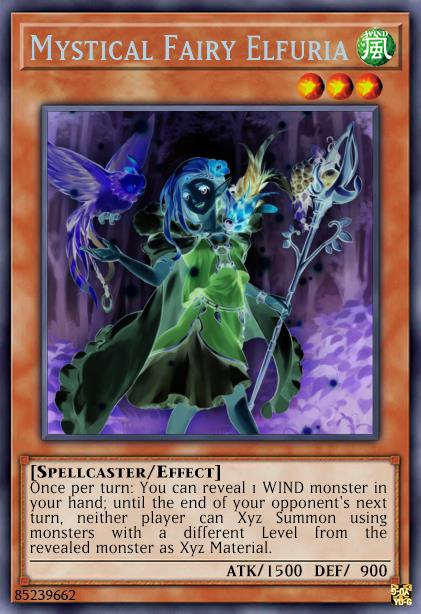 Mystical Fairy Elfuria
WIND
風
[Spellcaster/Effect]
Once per turn: You can reveal 1 WIND monster in
your hand; until the end of your opponent's next
turn, neither player can Xyz Summon using
monsters with a different Level from the
revealed monster as Xyz Material.
ATK/1500 DEF/ 900
85239662